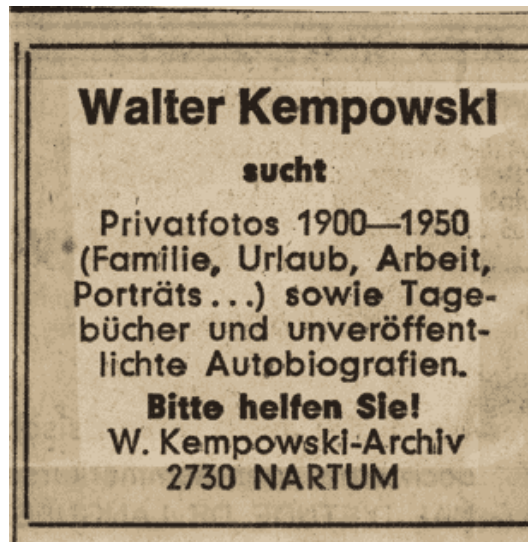 Walter Kempowski
sucht
Privatfotos 1900—1950
(Familie, Urlaub, Arbeit,
Porträts...) sowie Tage-
bücher und unveröffent-
lichte Autobiografien.
Bitte helfen Sie!
W. Kempowski-Archiv
2730 NARTUM